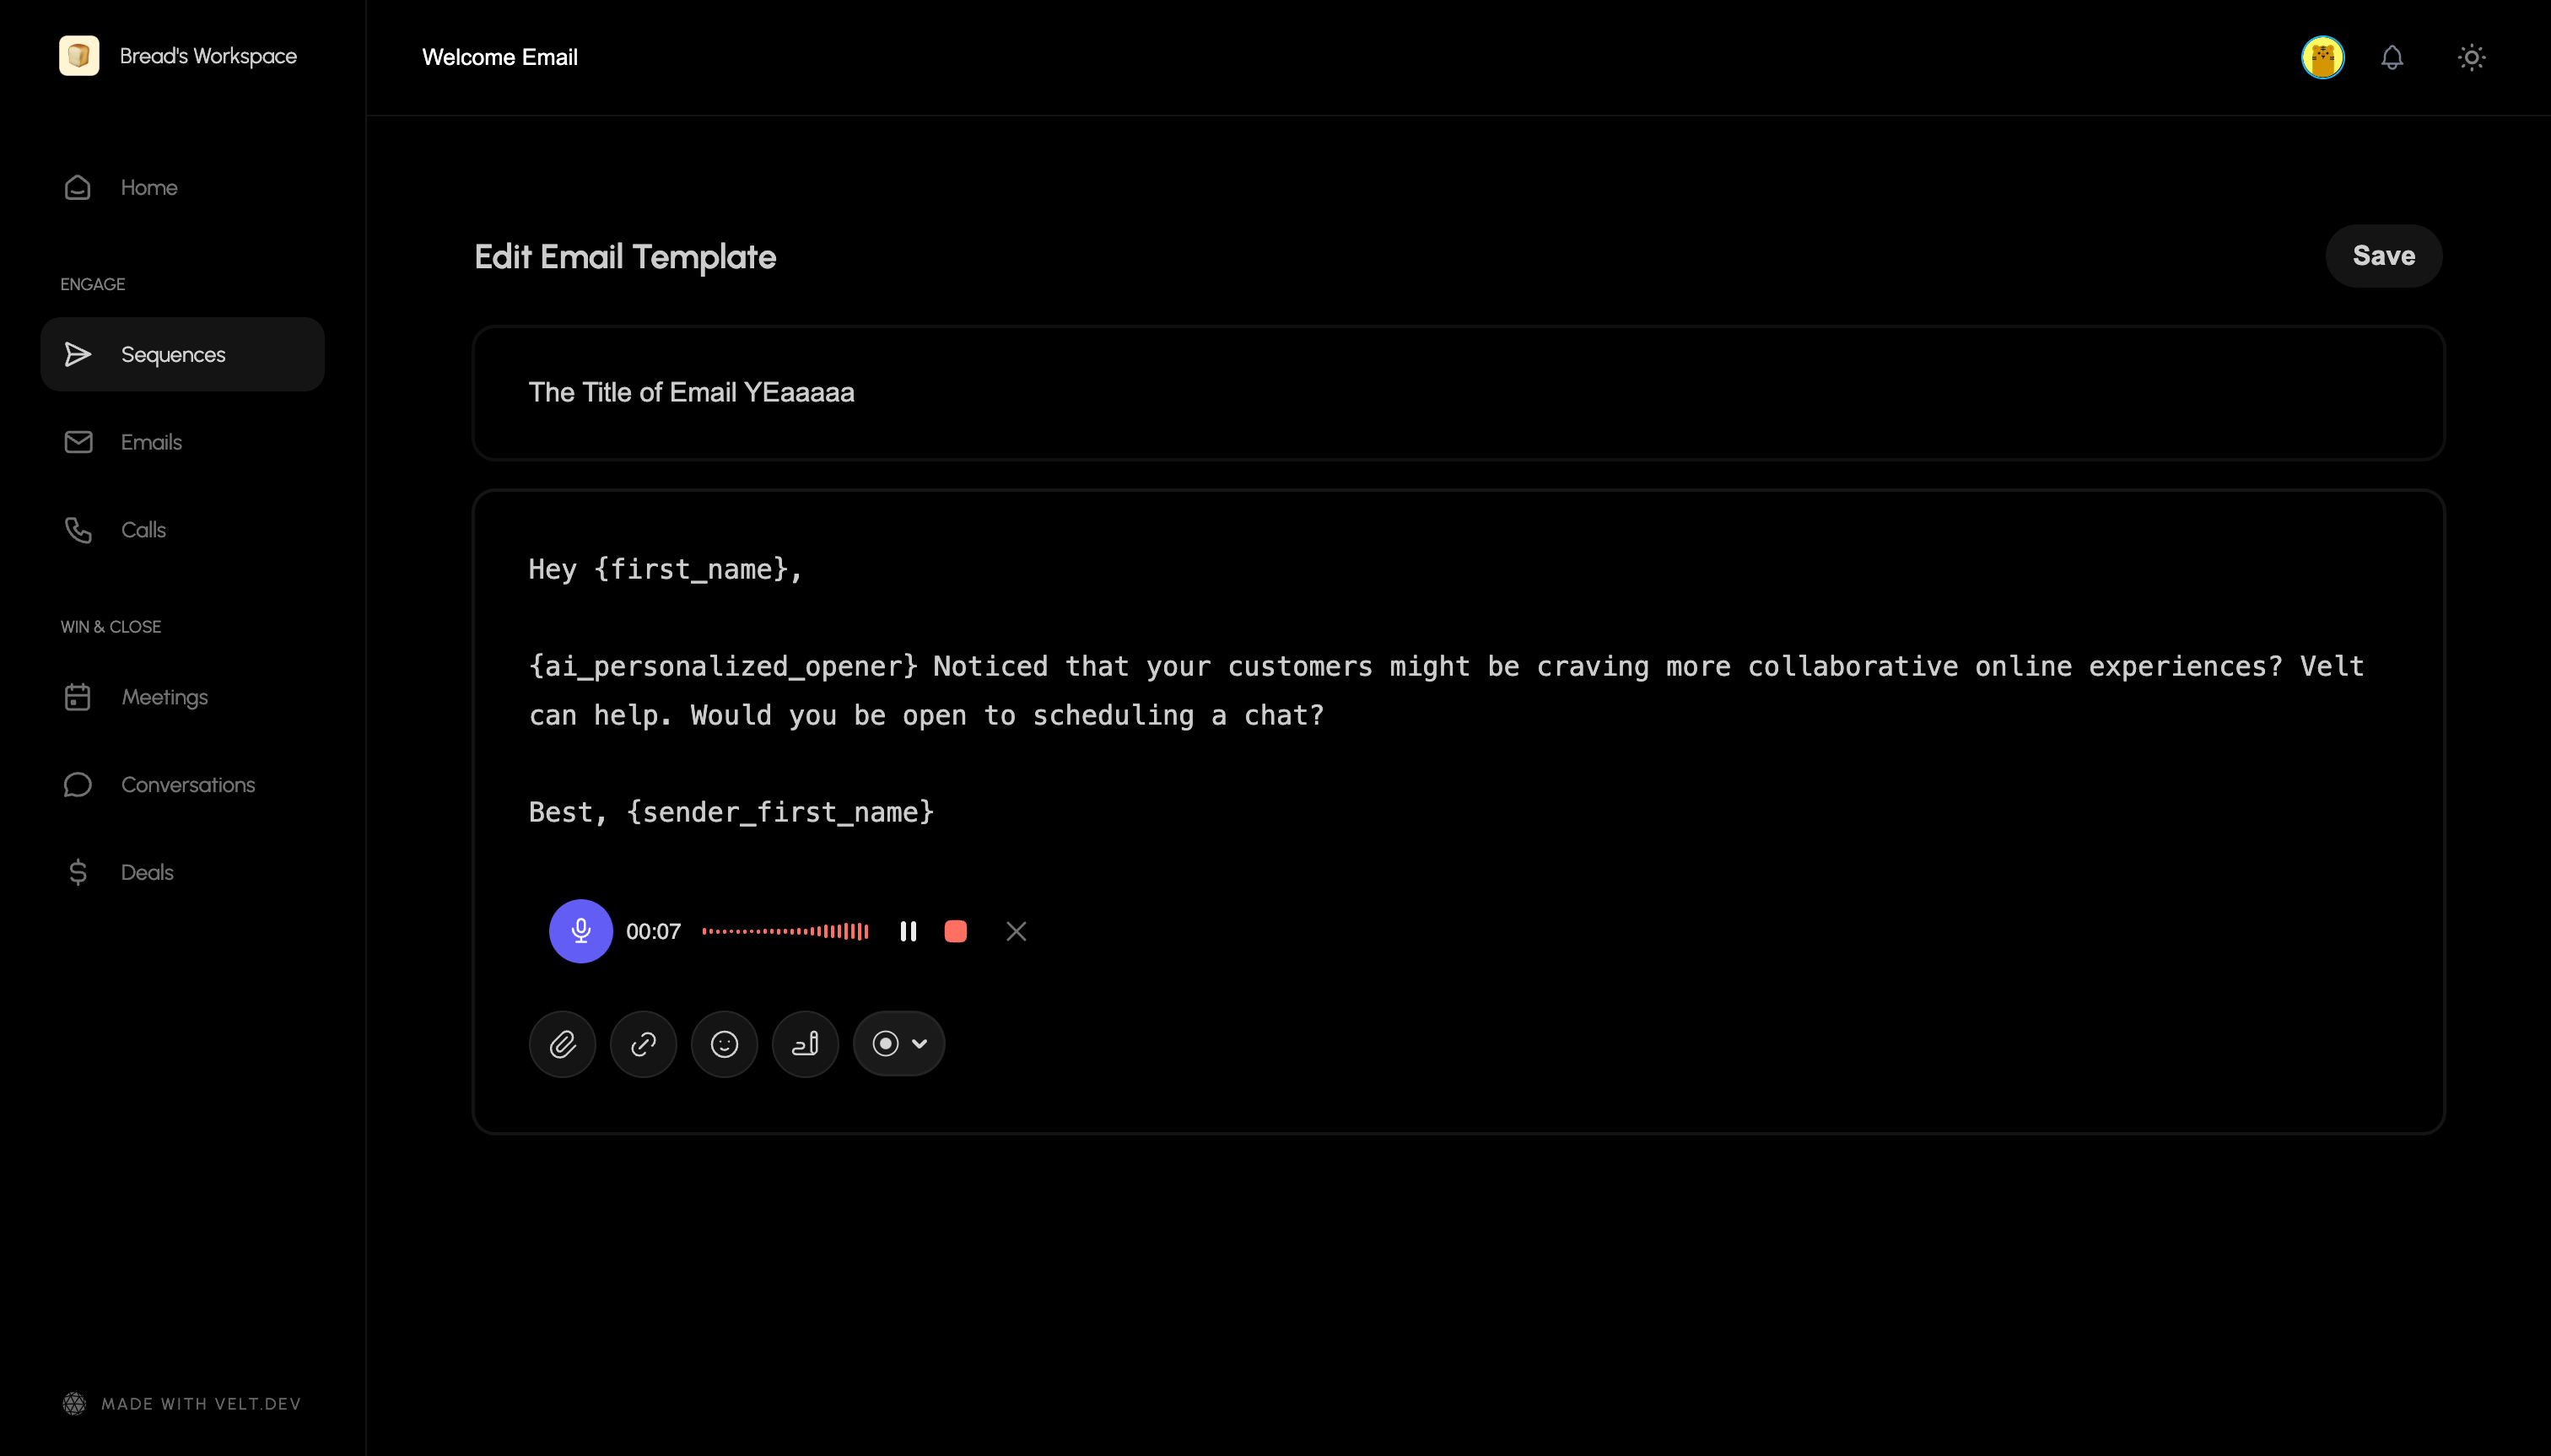 Bread's Workspace
Welcome Email
Home
ENGAGE
Sequences
Emails
Calls
WIN & CLOSE
Meetings
Conversations
Deals
MADE WITH VELT.DEV
Edit Email Template
Save
The Title of Email YEaaaaa
Hey {first_name},
{ai_personalized_opener} Noticed that your customers might be craving more collaborative online experiences? Velt
can help. Would you be open to scheduling a chat?
Best, {sender_first_name}
00:07